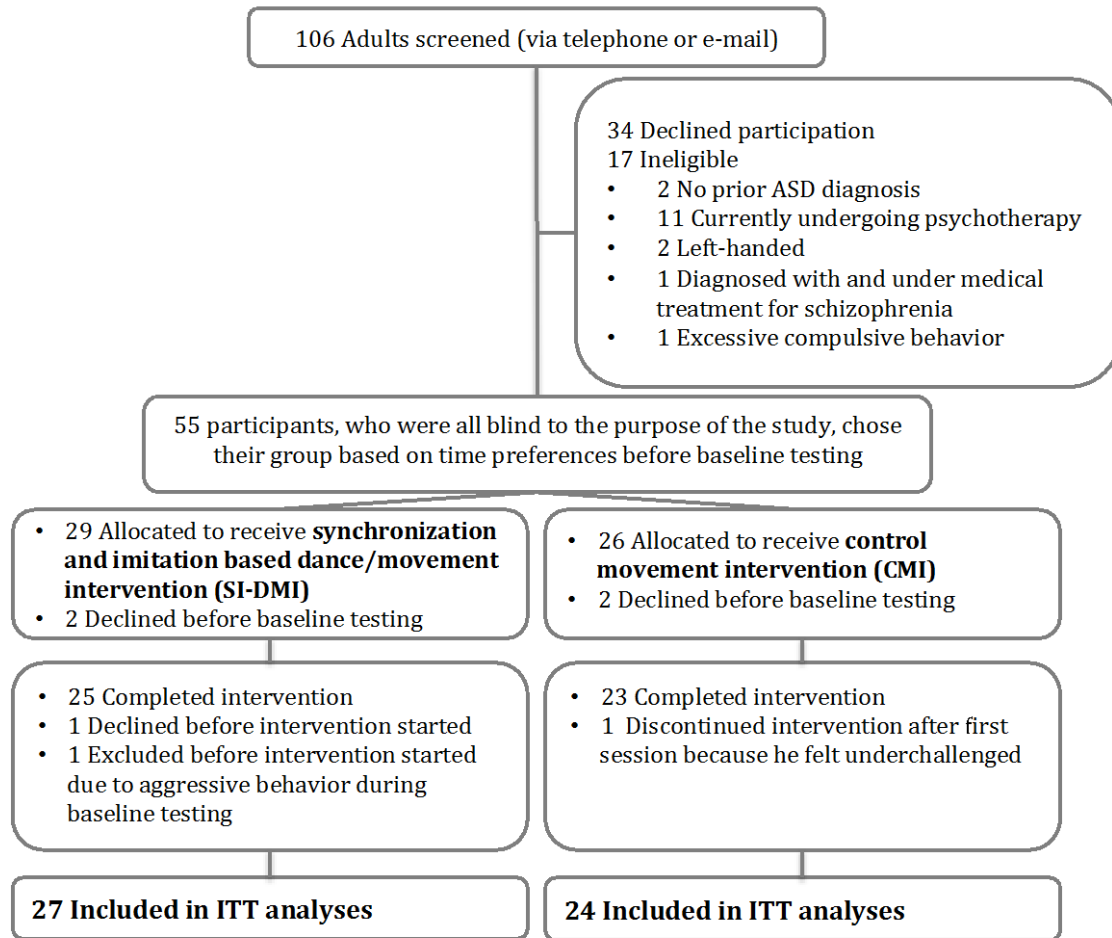 106 Adults screened (via telephone or e-mail)
34 Declined participation
17 Ineligible
• 2 No prior ASD diagnosis
• 11 Currently undergoing psychotherapy
• 2 Left-handed
• 1 Diagnosed with and under medical
treatment for schizophrenia
• 1 Excessive compulsive behavior
55 participants, who were all blind to the purpose of the study, chose
their group based on time preferences before baseline testing
• 29 Allocated to receive synchronization
and imitation based dance/movement
intervention (SI-DMI)
• 2 Declined before baseline testing
• 26 Allocated to receive control
movement intervention (CMI)
• 2 Declined before baseline testing
• 25 Completed intervention
• 1 Declined before intervention started
• 1 Excluded before intervention started
due to aggressive behavior during
baseline testing
• 23 Completed intervention
• 1 Discontinued intervention after first
session because he felt underchallenged
27 Included in ITT analyses
24 Included in ITT analyses